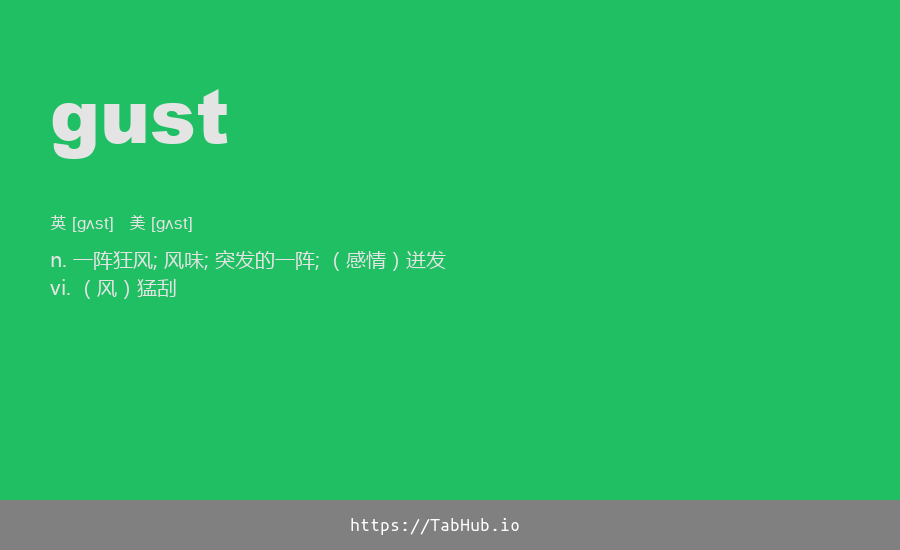 gust
英 [gʌst] 美 [gʌst]
n. 一阵狂风; 风味; 突发的一阵; （感情）迸发
vi. （风）猛刮
https://TabHub.io